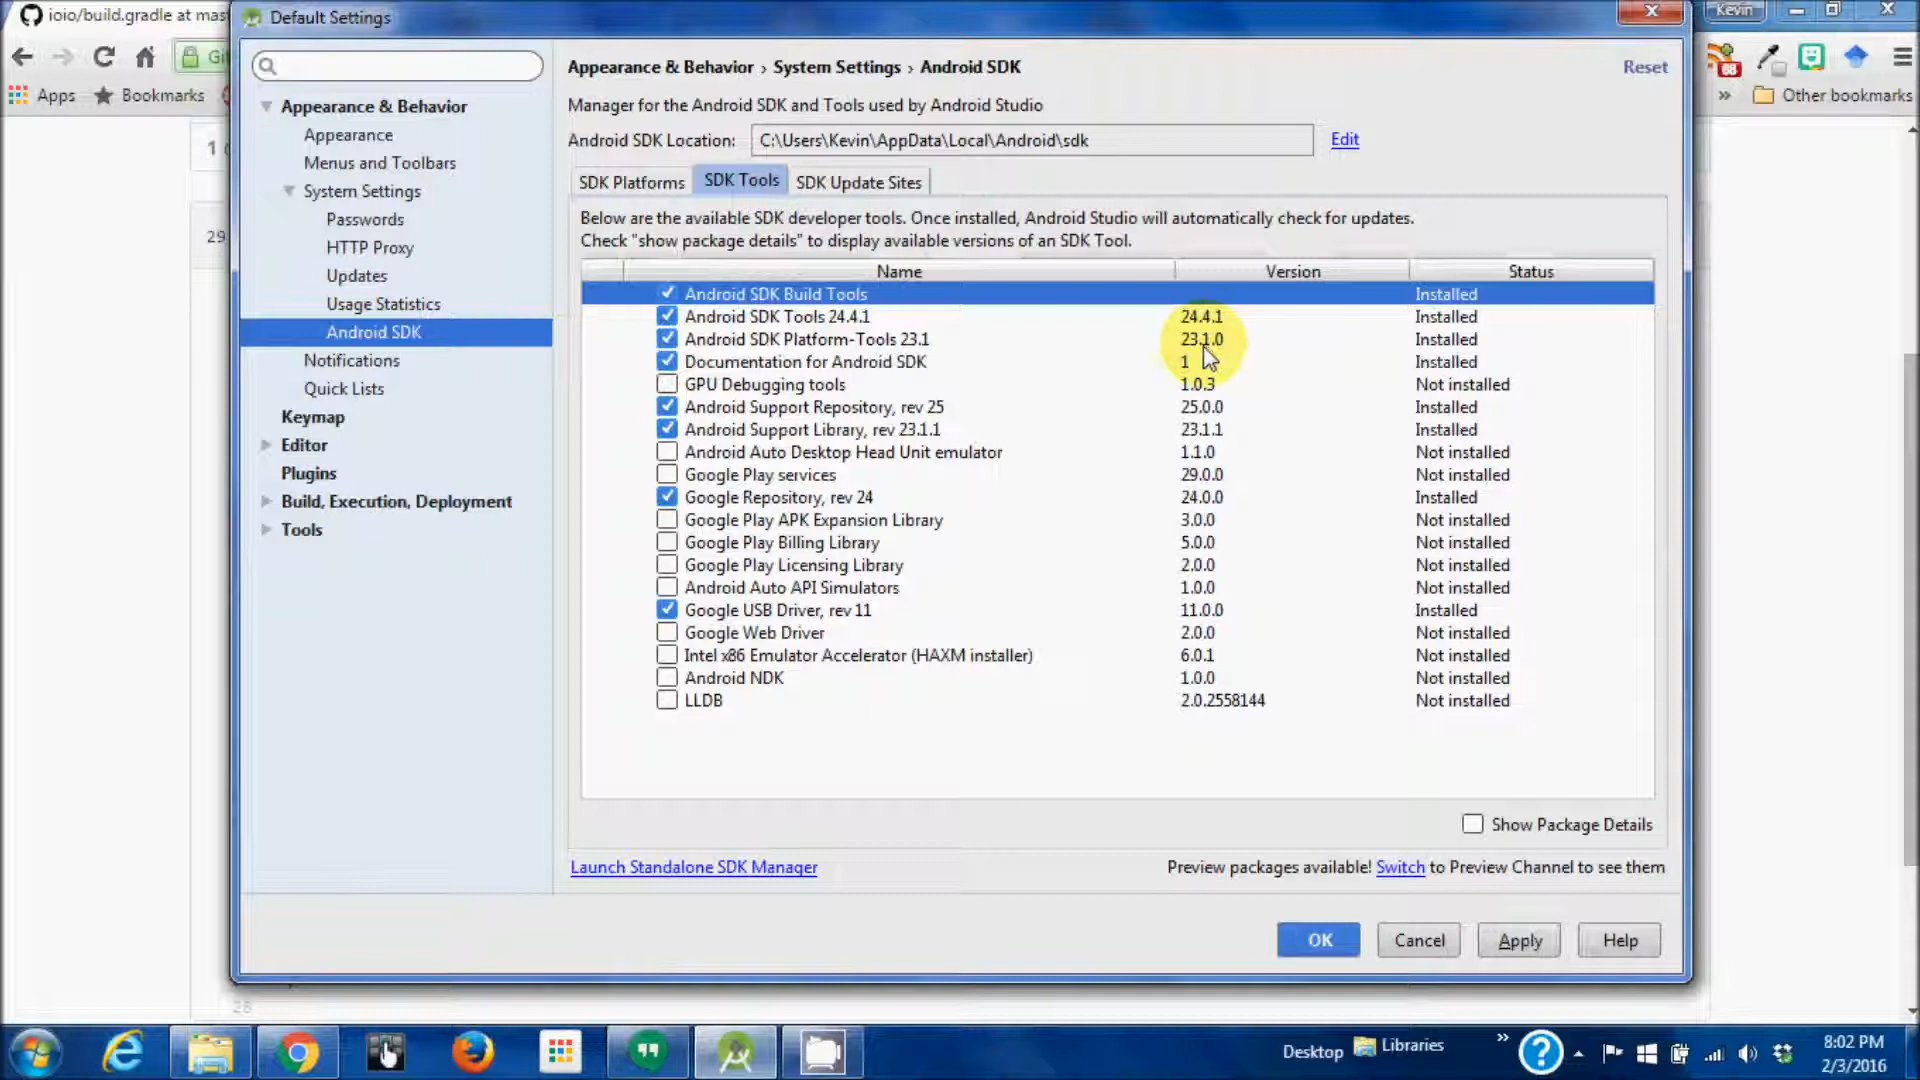 ioio/build.gradle at mast
Default Settings
Kevin
Gi
68
Apps
Bookmarks
Other bookmarks
Appearance & Behavior
Appearance
Menus and Toolbars
System Settings
Passwords
HTTP Proxy
Updates
Usage Statistics
Android SDK
Notifications
Quick Lists
Keymap
Editor
Plugins
Build, Execution, Deployment
Tools
Appearance & Behavior › System Settings › Android SDK
Reset
Manager for the Android SDK and Tools used by Android Studio
Android SDK Location: C:\Users\Kevin\AppData\Local\Android\sdk Edit
SDK Platforms SDK Tools SDK Update Sites
Below are the available SDK developer tools. Once installed, Android Studio will automatically check for updates.
Check "show package details" to display available versions of an SDK Tool.
Name Version Status
Android SDK Build Tools Installed
Android SDK Tools 24.4.1 24.4.1 Installed
Android SDK Platform-Tools 23.1 23.1.0 Installed
Documentation for Android SDK 1 Installed
GPU Debugging tools 1.0.3 Not installed
Android Support Repository, rev 25 25.0.0 Installed
Android Support Library, rev 23.1.1 23.1.1 Installed
Android Auto Desktop Head Unit emulator 1.1.0 Not installed
Google Play services 29.0.0 Not installed
Google Repository, rev 24 24.0.0 Installed
Google Play APK Expansion Library 3.0.0 Not installed
Google Play Billing Library 5.0.0 Not installed
Google Play Licensing Library 2.0.0 Not installed
Android Auto API Simulators 1.0.0 Not installed
Google USB Driver, rev 11 11.0.0 Installed
Google Web Driver 2.0.0 Not installed
Intel x86 Emulator Accelerator (HAXM installer) 6.0.1 Not installed
Android NDK 1.0.0 Not installed
LLDB 2.0.2558144 Not installed
Show Package Details
Launch Standalone SDK Manager
Preview packages available! Switch to Preview Channel to see them
OK Cancel Apply Help
1
29
28
Desktop
Libraries
8:02 PM
2/3/2016